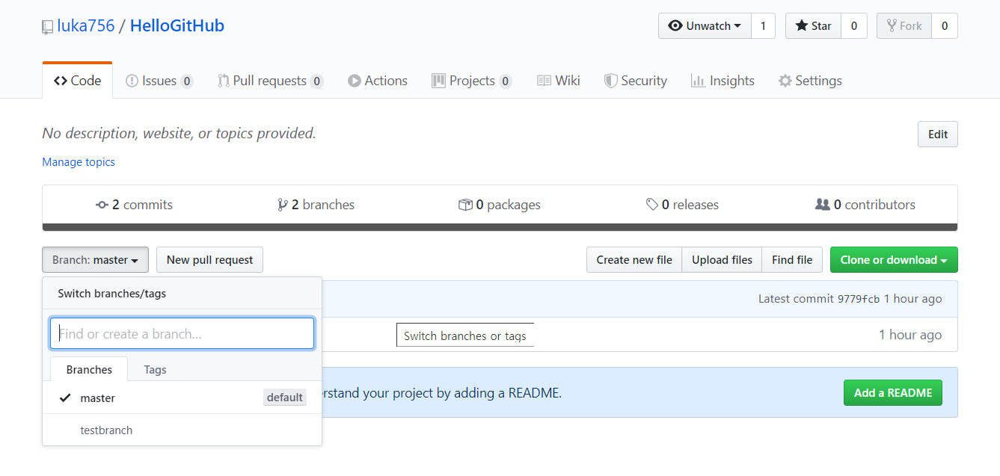 luka756 / HelloGitHub
Unwatch 1 Star 0 Fork 0
Code Issues 0 Pull requests 0 Actions Projects 0 Wiki Security Insights Settings
No description, website, or topics provided.
Edit
Manage topics
2 commits 2 branches 0 packages 0 releases 0 contributors
Branch: master New pull request Create new file Upload files Find file Clone or download
Switch branches/tags
Latest commit 9779fcb 1 hour ago
Find or create a branch...
Switch branches or tags
1 hour ago
Branches Tags
master default
rstand your project by adding a README.
Add a README
testbranch